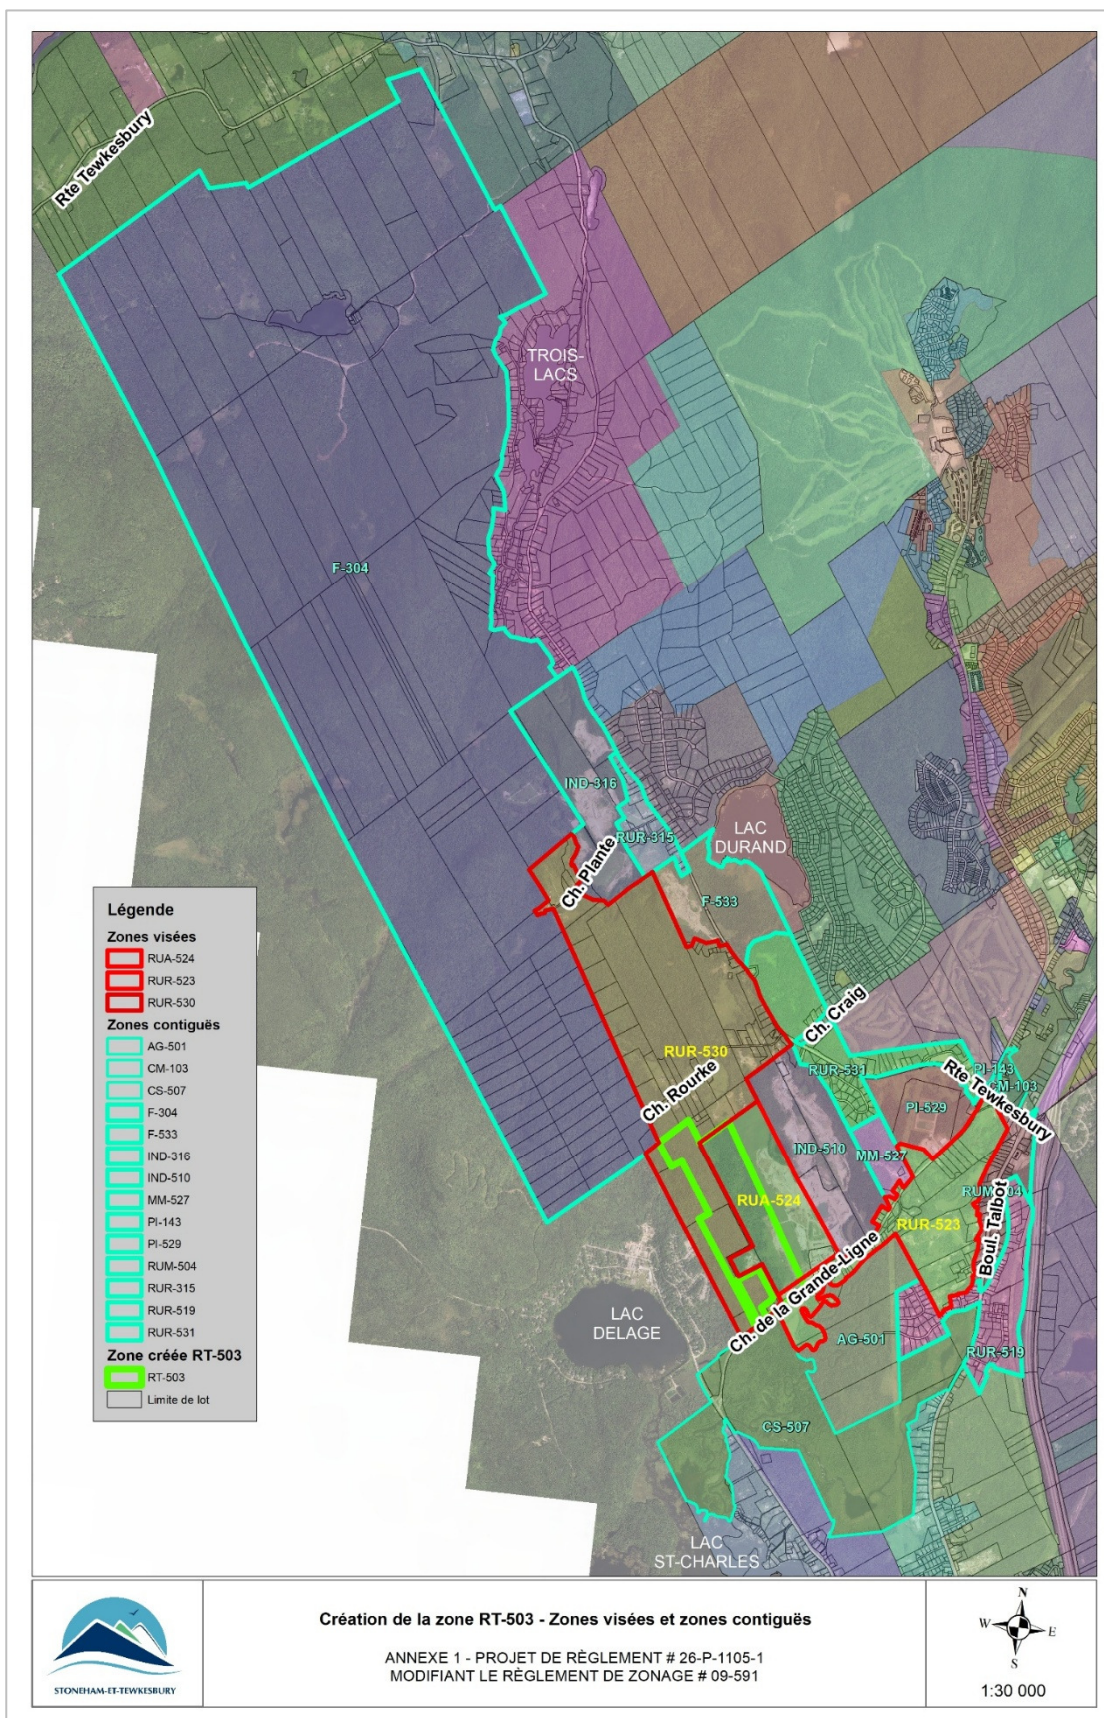 Rte Tewkesbury
TROIS-
LACS
F-304
IND-316
RUR-315
LAC
DURAND
Ch. Plante
F-533
Ch. Craig
RUR-530
RUR-531
PI-143
CM-103
Rte Tewkesbury
Ch. Rourke
PI-529
IND-510
MM-527
RUA-524
RUM-504
RUR-523
Boul. Talbot
Ch. de la Grande-Ligne
LAC
DELAGE
AG-501
RUR-519
CS-507
LAC
ST-CHARLES
Légende
Zones visées
RUA-524
RUR-523
RUR-530
Zones contiguës
AG-501
CM-103
CS-507
F-304
F-533
IND-316
IND-510
MM-527
PI-143
PI-529
RUM-504
RUR-315
RUR-519
RUR-531
Zone créée RT-503
RT-503
Limite de lot
STONEHAM-ET-TEWKESBURY
Création de la zone RT-503 - Zones visées et zones contiguës
ANNEXE 1 - PROJET DE RÈGLEMENT # 26-P-1105-1
MODIFIANT LE RÈGLEMENT DE ZONAGE # 09-591
N
W E
S
1:30 000